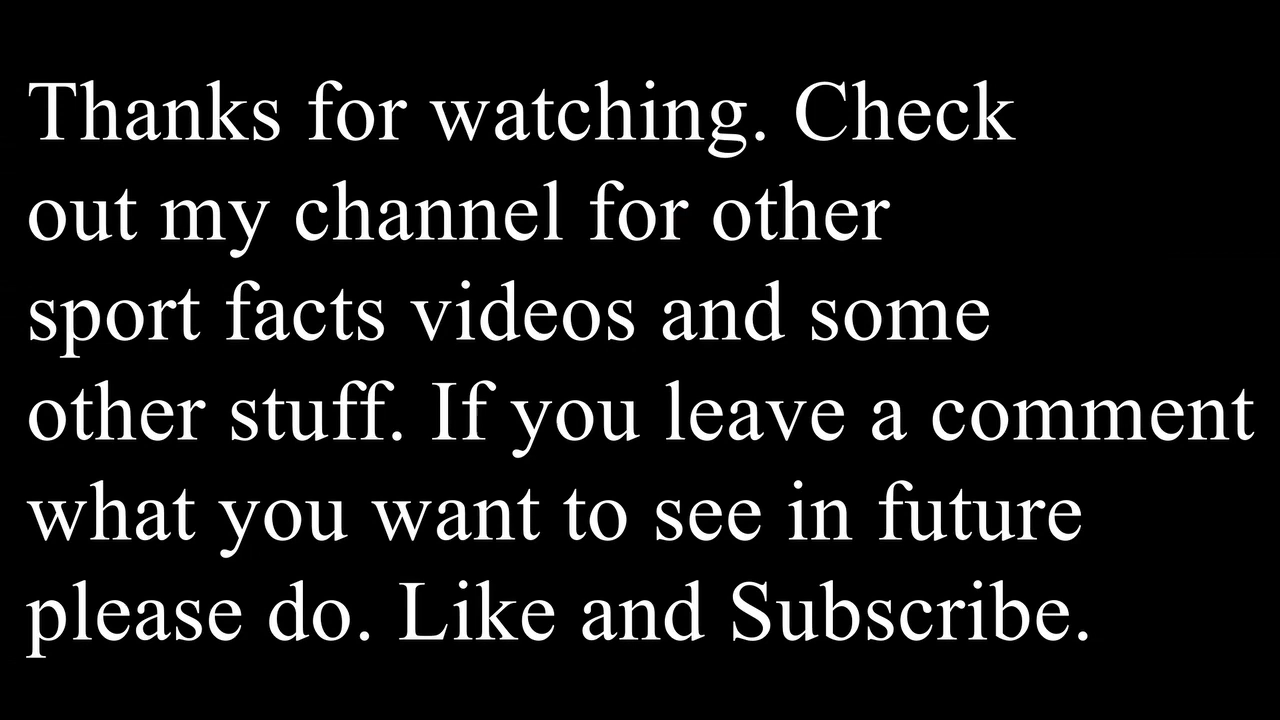 Thanks for watching. Check
out my channel for other
sport facts videos and some
other stuff. If you leave a comment
what you want to see in future
please do. Like and Subscribe.